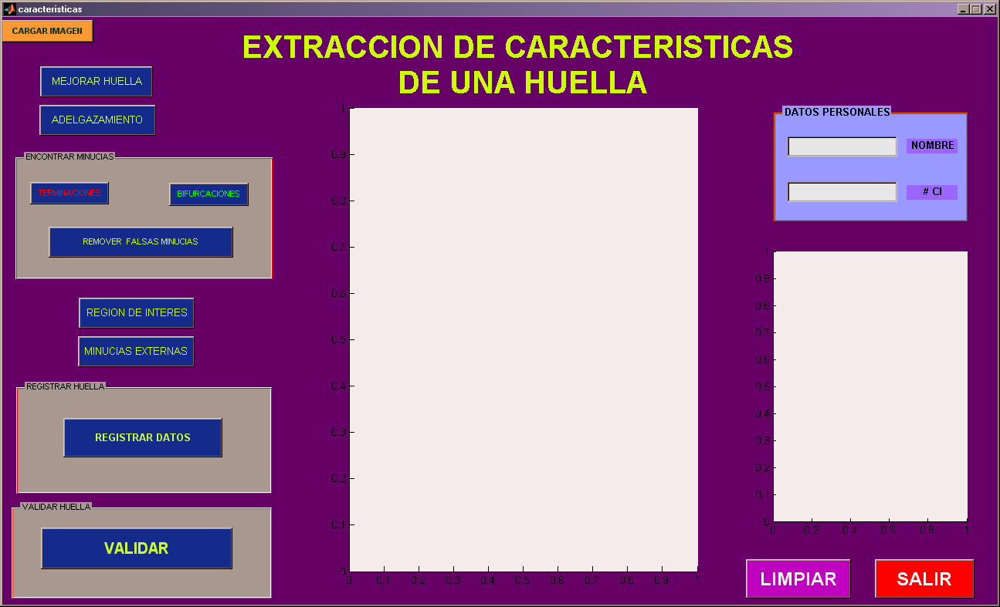 caracteristicas
CARGAR IMAGEN
EXTRACCION DE CARACTERISTICAS
DE UNA HUELLA
MEJORAR HUELLA
ADELGAZAMIENTO
ENCONTRAR MINUCIAS
TERMINACIONES
BIFURCACIONES
REMOVER FALSAS MINUCIAS
REGION DE INTERES
MINUCIAS EXTERNAS
REGISTRAR HUELLA
REGISTRAR DATOS
VALIDAR HUELLA
VALIDAR
1
0.9
0.8
0.7
0.6
0.5
0.4
0.3
0.2
0.1
0
0 0.1 0.2 0.3 0.4 0.5 0.6 0.7 0.8 0.9 1
DATOS PERSONALES
NOMBRE
# CI
1
0.9
0.8
0.7
0.6
0.5
0.4
0.3
0.2
0.1
0
0 0.2 0.4 0.6 0.8 1
LIMPIAR
SALIR